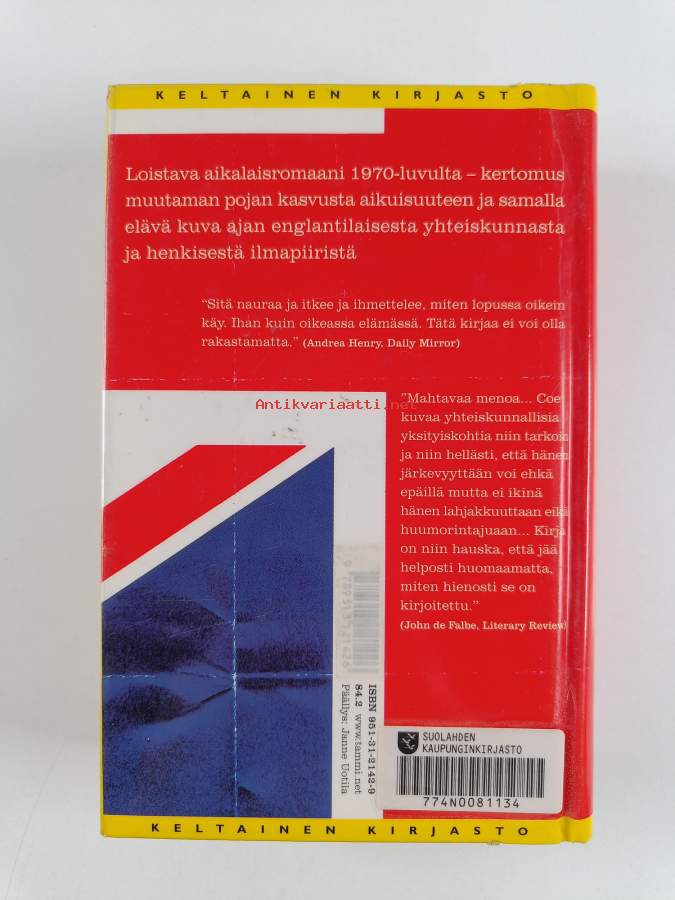 KELTAINEN KIRJASTO
Loistava aikalaisromaani 1970-luvulta – kertomus
muutaman pojan kasvusta aikuisuuteen ja samalla
elävä kuva ajan englantilaisesta yhteiskunnasta
ja henkisestä ilmapiiristä
"Sitä nauraa ja itkee ja ihmettelee, miten lopussa oikein
käy. Ihan kuin oikeassa elämässä. Tätä kirjaa ei voi olla
rakastamatta." (Andrea Henry, Daily Mirror)
Antikvariaatti.net
"Mahtavaa menoa... Coe
kuvaa yhteiskunnallisia
yksityiskohtia niin tarkoin
ja niin hellästi, että hänen
järkevyyttään voi ehkä
epäillä mutta ei ikinä
hänen lahjakkuuttaan eikä
huumorintajuaan... Kirja
on niin hauska, että jää
helposti huomaamatta,
miten hienosti se on
kirjoitettu."
(John de Falbe, Literary Review)
9 789513 121426
ISBN 951-31-2142-9
84.2 www.tammi.net
Päällys: Janne Uotila
SUOLAHDEN
KAUPUNGINKIRJASTO
774N0081134
KELTAINEN KIRJASTO